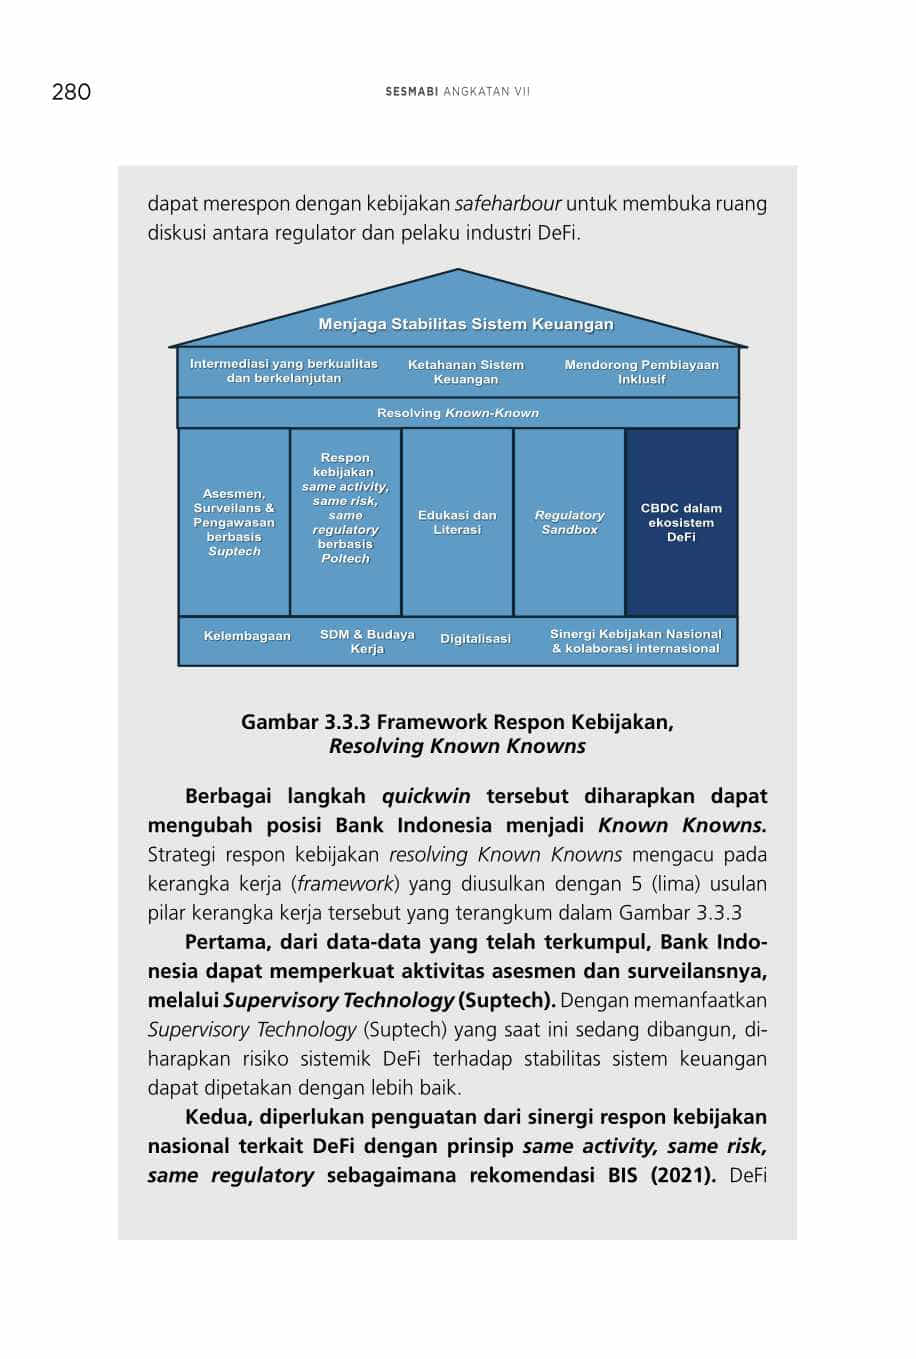 280
SESMABI ANGKATAN VII
dapat merespon dengan kebijakan safeharbour untuk membuka ruang
diskusi antara regulator dan pelaku industri DeFi.
Menjaga Stabilitas Sistem Keuangan
Intermediasi yang berkualitas
dan berkelanjutan
Ketahanan Sistem
Keuangan
Mendorong Pembiayaan
Inklusif
Resolving Known-Known
Asesmen,
Surveilans &
Pengawasan
berbasis
Suptech
Respon
kebijakan
same activity,
same risk,
same
regulatory
berbasis
Poltech
Edukasi dan
Literasi
Regulatory
Sandbox
CBDC dalam
ekosistem
DeFi
Kelembagaan
SDM & Budaya
Kerja
Digitalisasi
Sinergi Kebijakan Nasional
& kolaborasi internasional
Gambar 3.3.3 Framework Respon Kebijakan,
Resolving Known Knowns
Berbagai langkah quickwin tersebut diharapkan dapat
mengubah posisi Bank Indonesia menjadi Known Knowns.
Strategi respon kebijakan resolving Known Knowns mengacu pada
kerangka kerja (framework) yang diusulkan dengan 5 (lima) usulan
pilar kerangka kerja tersebut yang terangkum dalam Gambar 3.3.3
Pertama, dari data-data yang telah terkumpul, Bank Indo-
nesia dapat memperkuat aktivitas asesmen dan surveilansnya,
melalui Supervisory Technology (Suptech). Dengan memanfaatkan
Supervisory Technology (Suptech) yang saat ini sedang dibangun, di-
harapkan risiko sistemik DeFi terhadap stabilitas sistem keuangan
dapat dipetakan dengan lebih baik.
Kedua, diperlukan penguatan dari sinergi respon kebijakan
nasional terkait DeFi dengan prinsip same activity, same risk,
same regulatory sebagaimana rekomendasi BIS (2021). DeFi